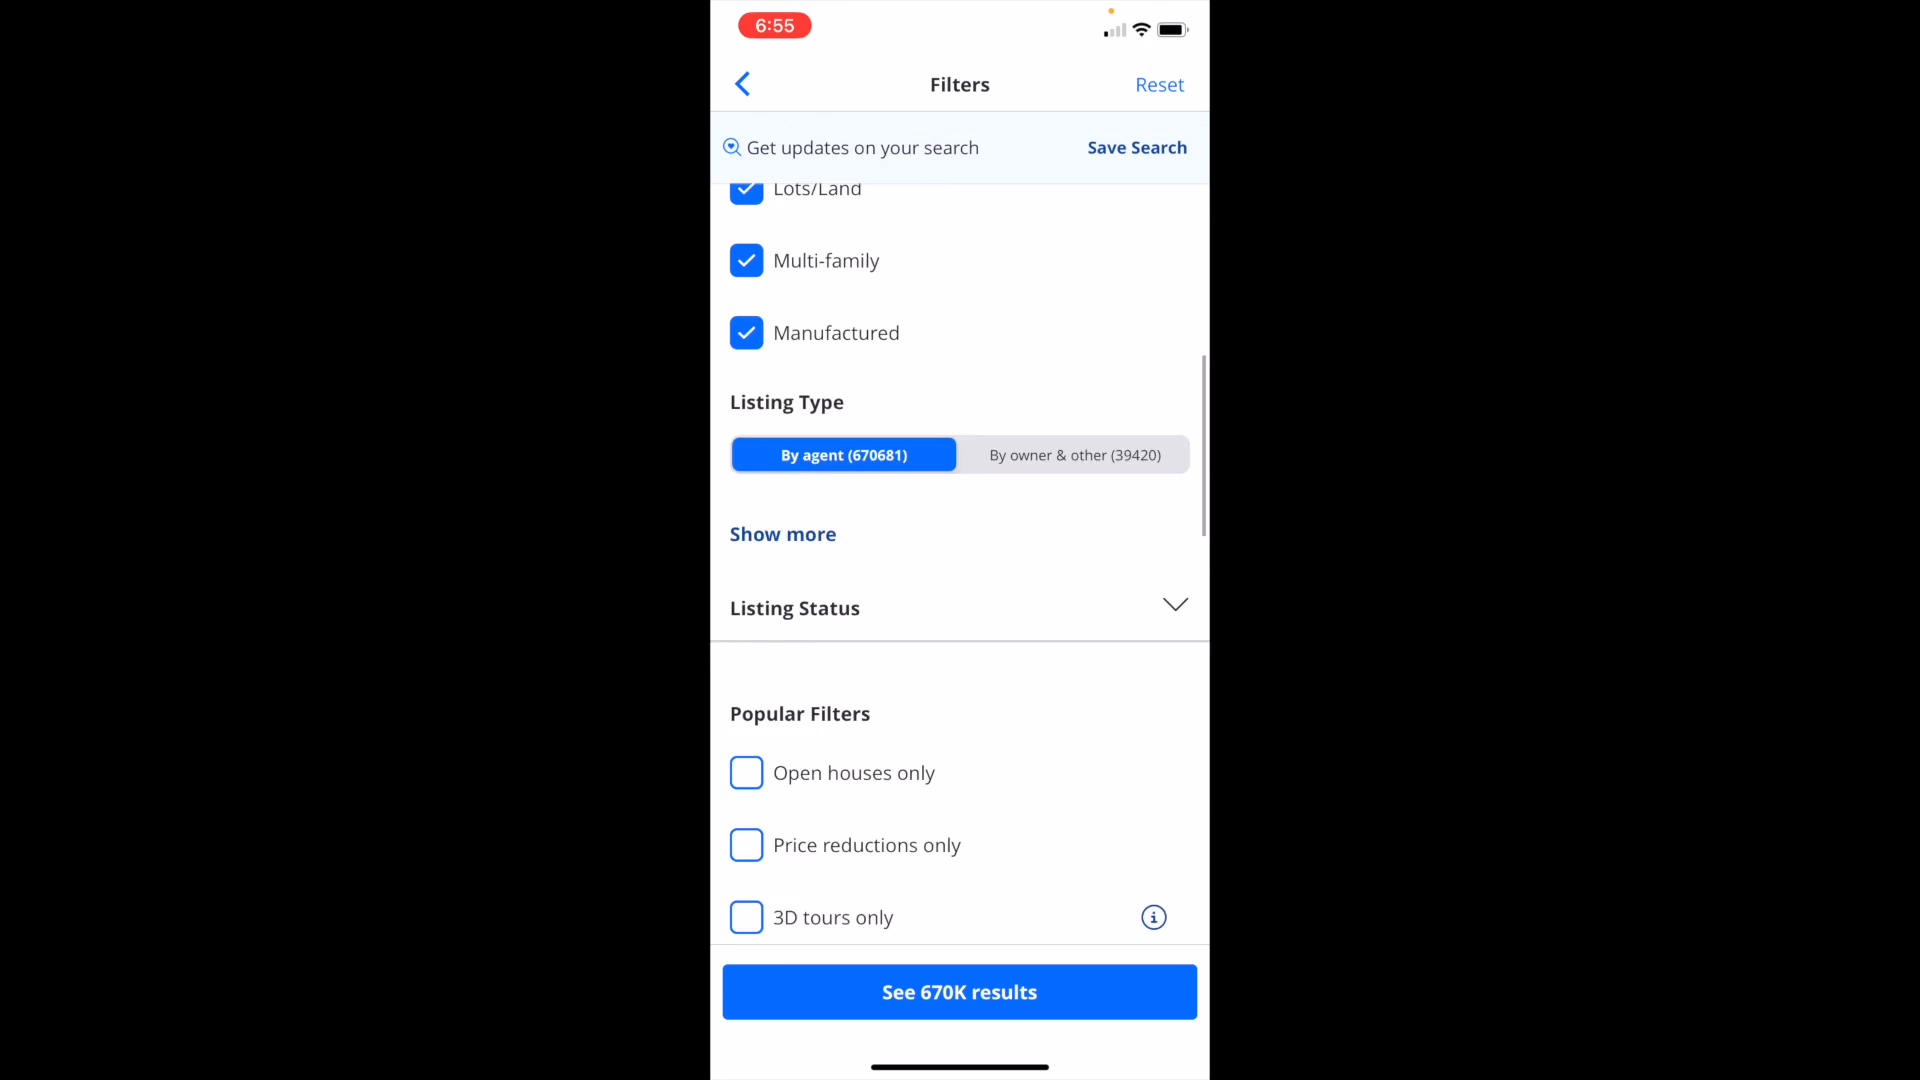 6:55
Filters
Reset
Get updates on your search
Save Search
Lots/Land
Multi-family
Manufactured
Listing Type
By agent (670681)
By owner & other (39420)
Show more
Listing Status
Popular Filters
Open houses only
Price reductions only
3D tours only
See 670K results